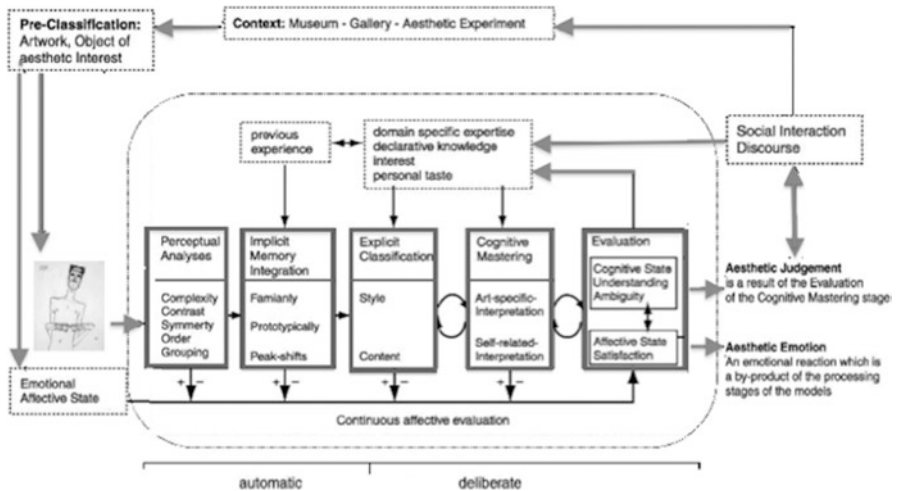 Pre-Classification:
Artwork, Object of
aesthetc Interest
Context: Museum - Gallery - Aesthetic Experiment
previous
experience
domain specific expertise
declarative knowledge
interest
personal taste
Social Interaction
Discourse
Perceptual
Analyses
Complexity
Contrast
Symmerty
Order
Grouping
Implicit
Memory
Integration
Famianty
Prototypically
Peak-shifts
Explicit
Classification
Style
Content
Cognitive
Mastering
Art-specific-
Interpretation
Self-related-
Interpretation
Evaluation
Cognitive State
Understanding
Ambiguity
Affective State
Satisfaction
Aesthetic Judgement
is a result of the Evaluation
of the Cognitive Mastering stage
Aesthetic Emotion
An emotional reaction which is
a by-product of the processing
stages of the models
Emotional
Affective State
+ −
+ −
+ −
+ −
Continuous affective evaluation
automatic
deliberate